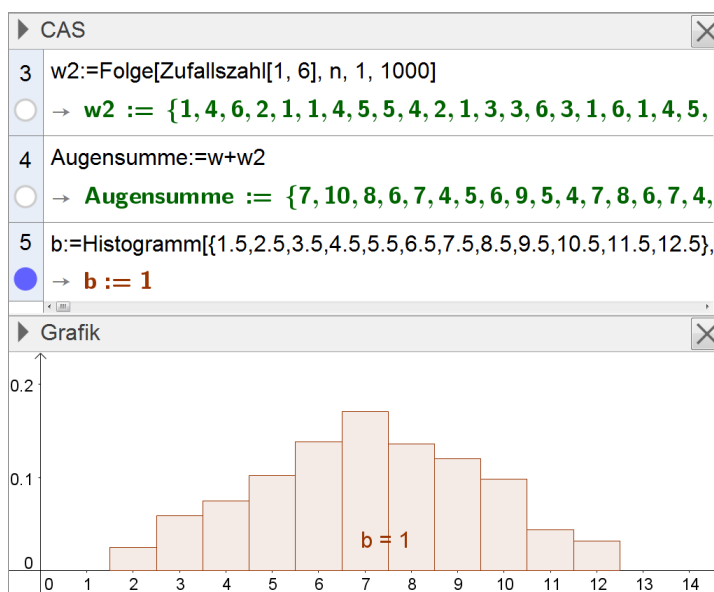 CAS
3 w2:=Folge[Zufallszahl[1, 6], n, 1, 1000]
→ w2 := {1, 4, 6, 2, 1, 1, 4, 5, 5, 4, 2, 1, 3, 3, 6, 3, 1, 6, 1, 4, 5,
4 Augensumme:=w+w2
→ Augensumme := {7, 10, 8, 6, 7, 4, 5, 6, 9, 5, 4, 7, 8, 6, 7, 4,
5 b:=Histogramm[{1.5,2.5,3.5,4.5,5.5,6.5,7.5,8.5,9.5,10.5,11.5,12.5},
→ b := 1
Grafik
0.2
0.1
b = 1
0
0 1 2 3 4 5 6 7 8 9 10 11 12 13 14